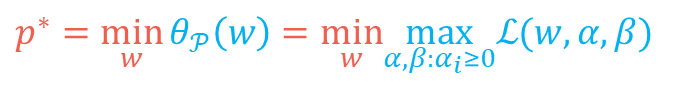 p* = min_w θ_𝒫(w) = min_w max_{α,β:α_i≥0} ℒ(w, α, β)